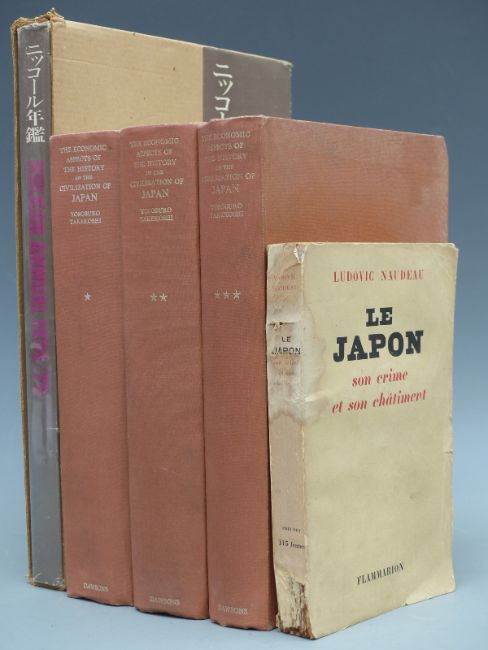 ニッコール年鑑
ニッコー
THE ECONOMIC
ASPECTS OF
THE HISTORY
OF THE
CIVILIZATION OF
JAPAN
YOSOBURO
TAKEKOSHI
★
DAWSONS
THE ECONOMIC
ASPECTS OF
THE HISTORY
OF THE
CIVILIZATION OF
JAPAN
YOSOBURO
TAKEKOSHI
★★
DAWSONS
THE ECONOMIC
ASPECTS OF
THE HISTORY
OF THE
CIVILIZATION OF
JAPAN
YOSOBURO
TAKEKOSHI
★★★
DAWSONS
LUDOVIC
NAUDEAU
LE
JAPON
115 francs
LUDOVIC NAUDEAU
LE
JAPON
son crime
et son châtiment
FLAMMARION